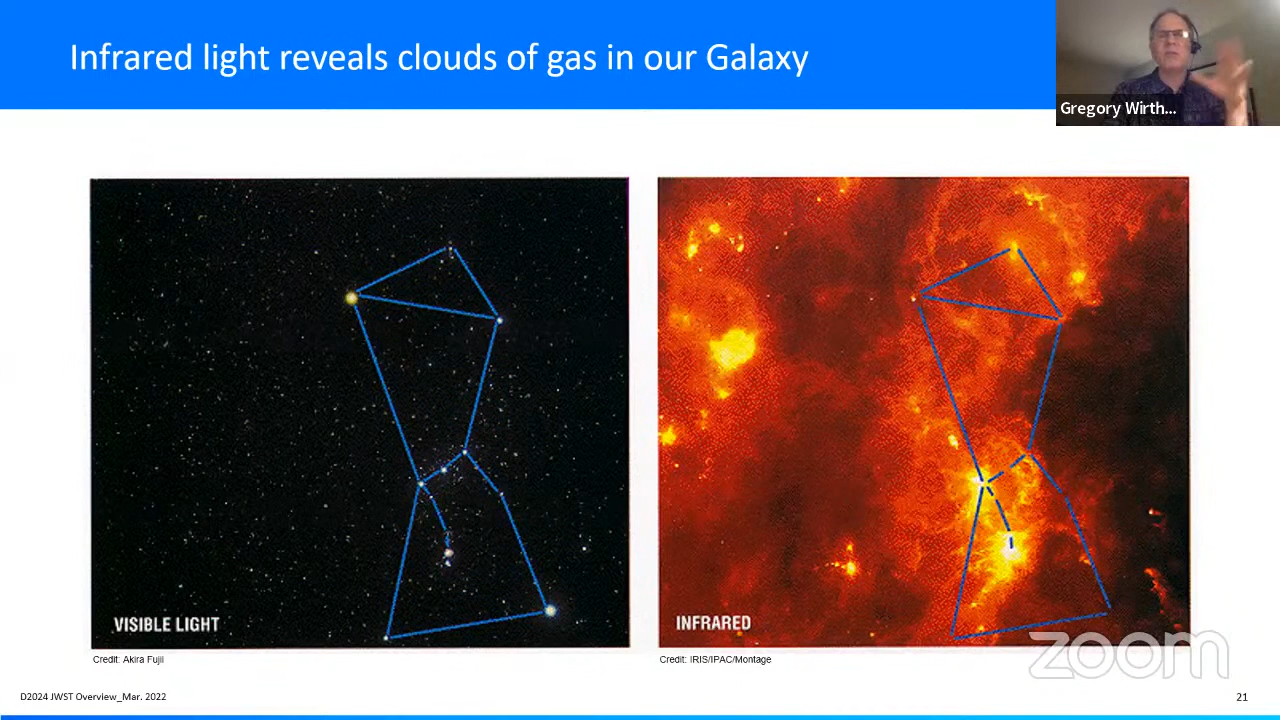 Infrared light reveals clouds of gas in our Galaxy
Gregory Wirth...
VISIBLE LIGHT
INFRARED
Credit: Akira Fujii
Credit: IRIS/IPAC/Montage
zoom
D2024 JWST Overview_Mar. 2022
21